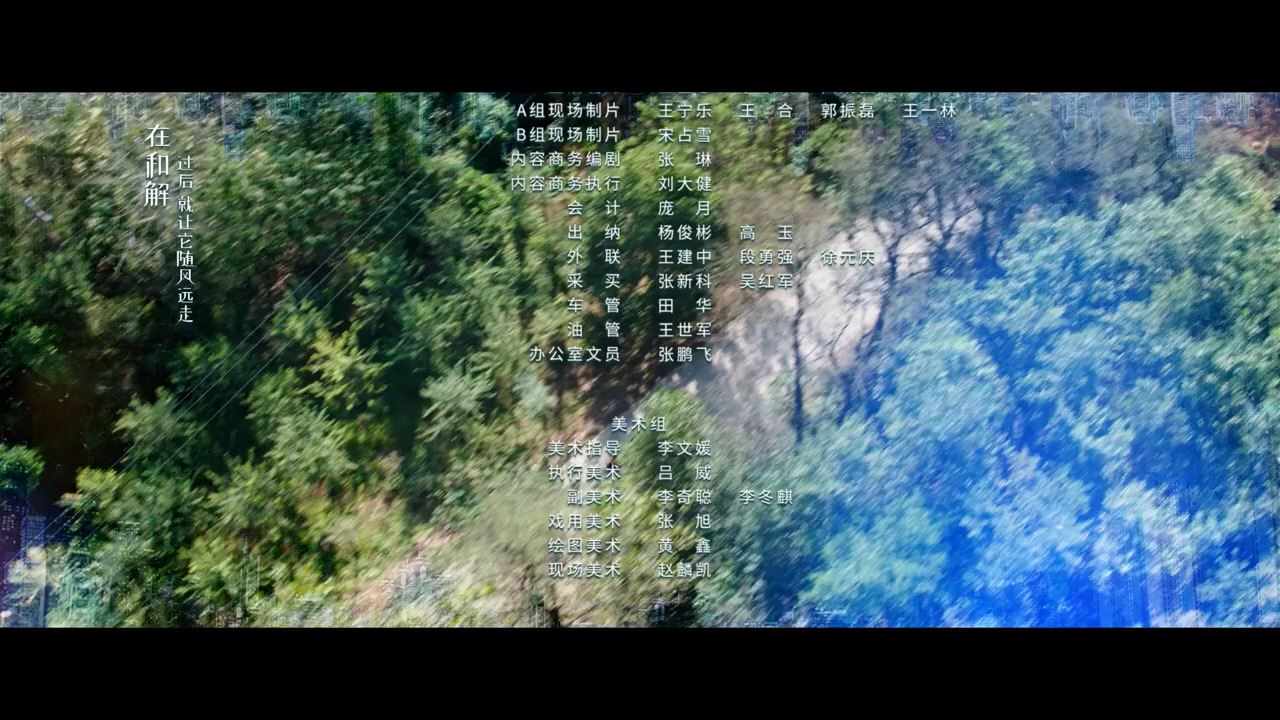 在和解
过后 就让它随风远走
A组现场制片 王宁乐 王 合 郭振磊 王一林
B组现场制片 宋占雪
内容商务编剧 张 琳
内容商务执行 刘大健
会 计 庞 月
出 纳 杨俊彬 高 玉
外 联 王建中 段勇强 徐元庆
采 买 张新科 吴红军
车 管 田 华
油 管 王世军
办公室文员 张鹏飞
美术组
美术指导 李文媛
执行美术 吕 威
副美术 李奇聪 李冬麒
戏用美术 张 旭
绘图美术 黄 鑫
现场美术 赵麟凯